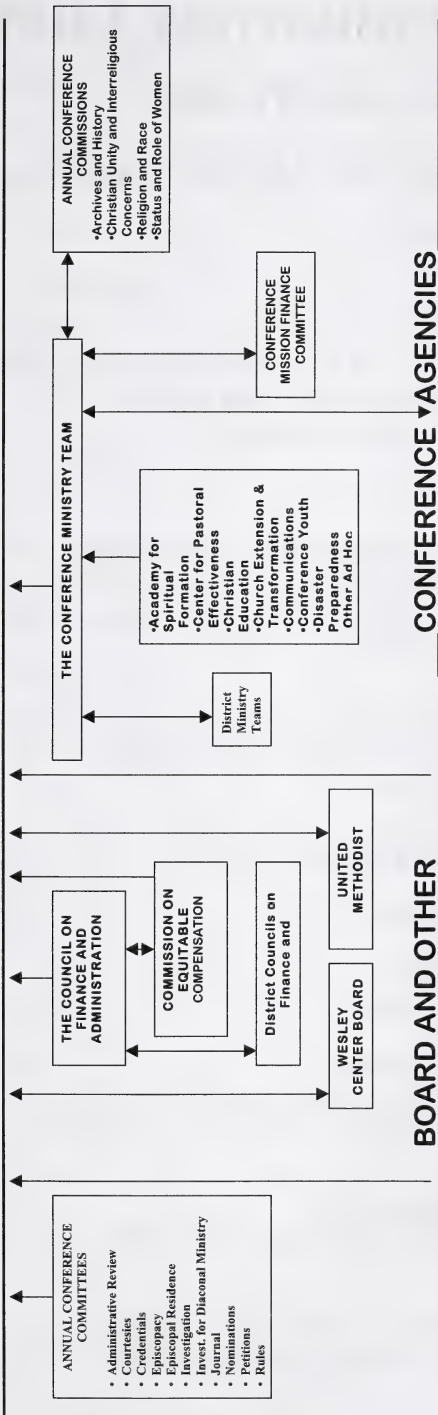 ANNUAL CONFERENCE
COMMITTEES
• Administrative Review
• Courtesies
• Credentials
• Episcopacy
• Episcopal Residence
• Investigation
• Invest. for Diaconal Ministry
• Journal
• Nominations
• Petitions
• Rules
THE COUNCIL ON
FINANCE AND
ADMINISTRATION
COMMISSION ON
EQUITABLE
COMPENSATION
District Councils on
Finance and
WESLEY
CENTER BOARD
UNITED
METHODIST
BOARD AND OTHER
THE CONFERENCE MINISTRY TEAM
District
Ministry
Teams
•Academy for
Spiritual
Formation
•Center for Pastoral
Effectiveness
•Christian
Education
•Church Extension &
Transformation
•Communications
•Conference Youth
•Disaster
Preparedness
Other Ad Hoc
CONFERENCE
MISSION FINANCE
COMMITTEE
ANNUAL CONFERENCE
COMMISSIONS
•Archives and History
•Christian Unity and Interreligious
Concerns
•Religion and Race
•Status and Role of Women
CONFERENCE AGENCIES